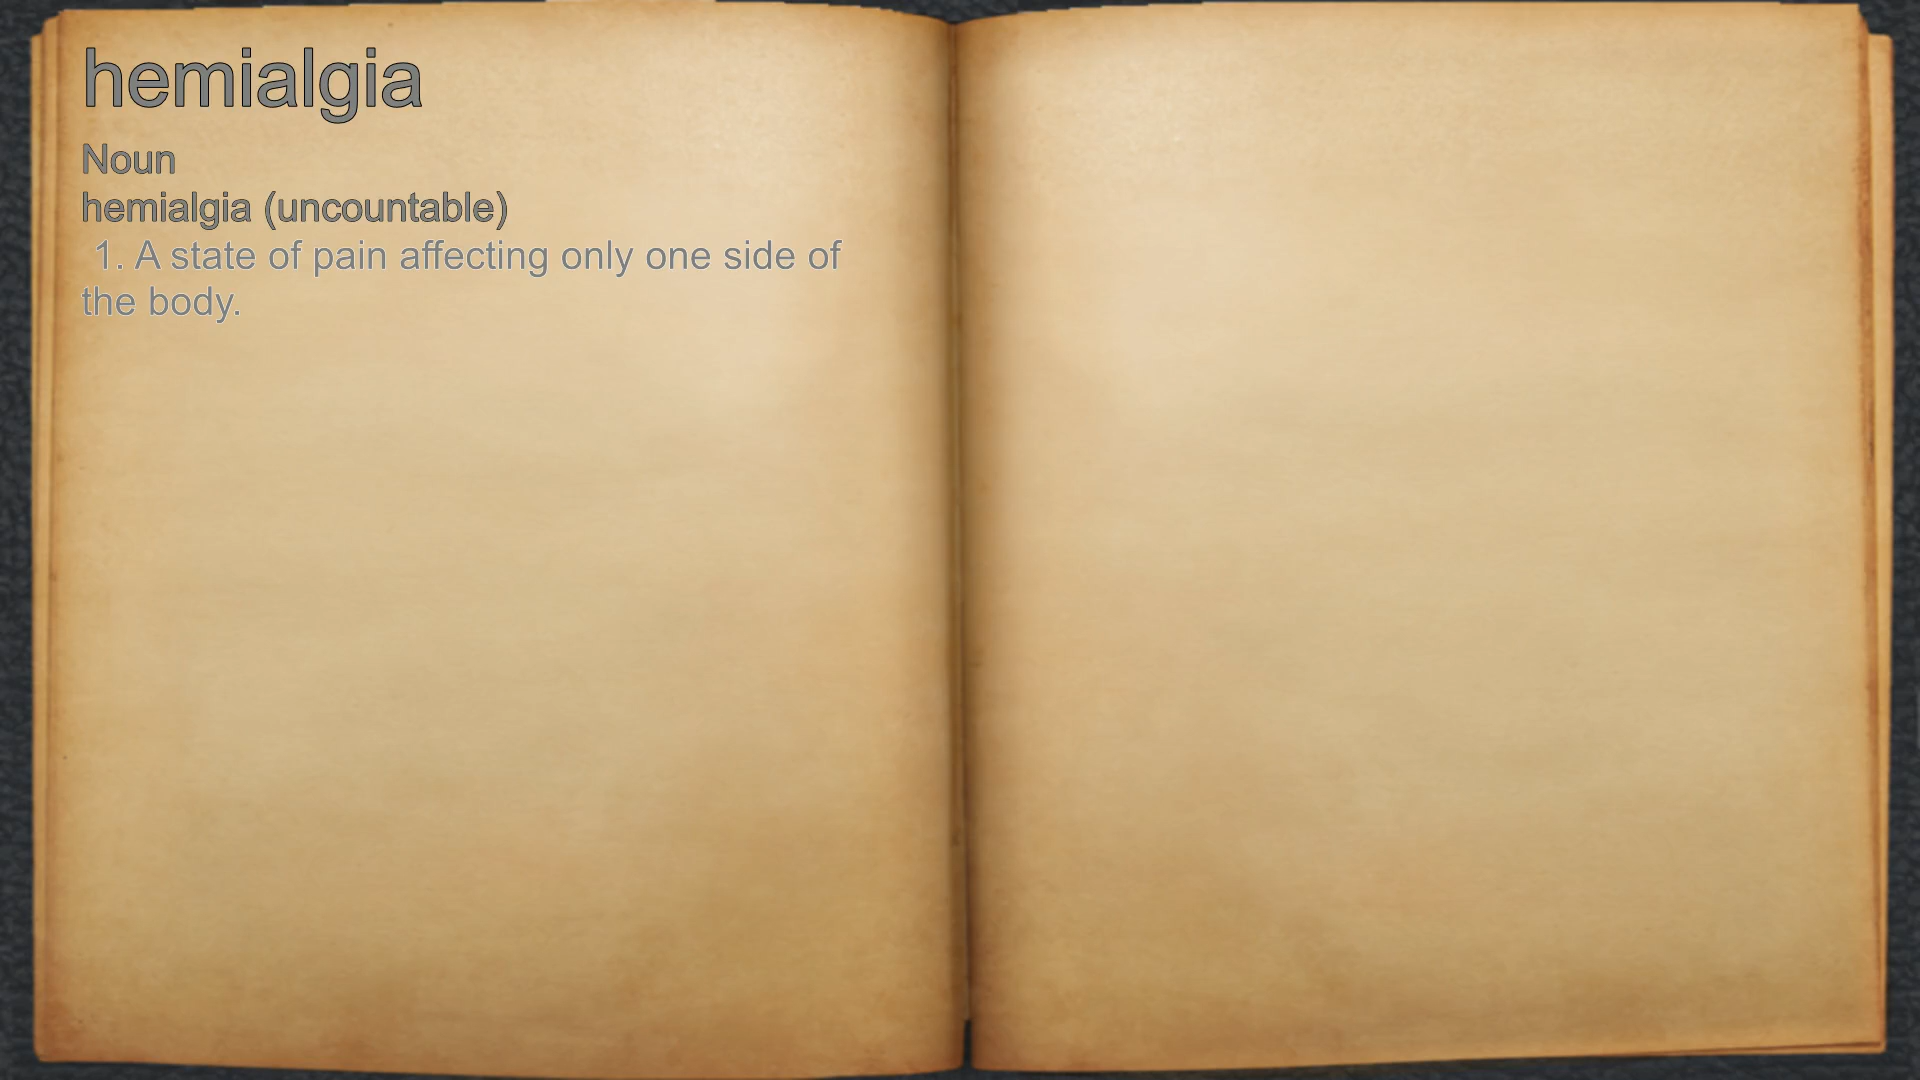 hemialgia
Noun
hemialgia (uncountable)
1. A state of pain affecting only one side of
the body.